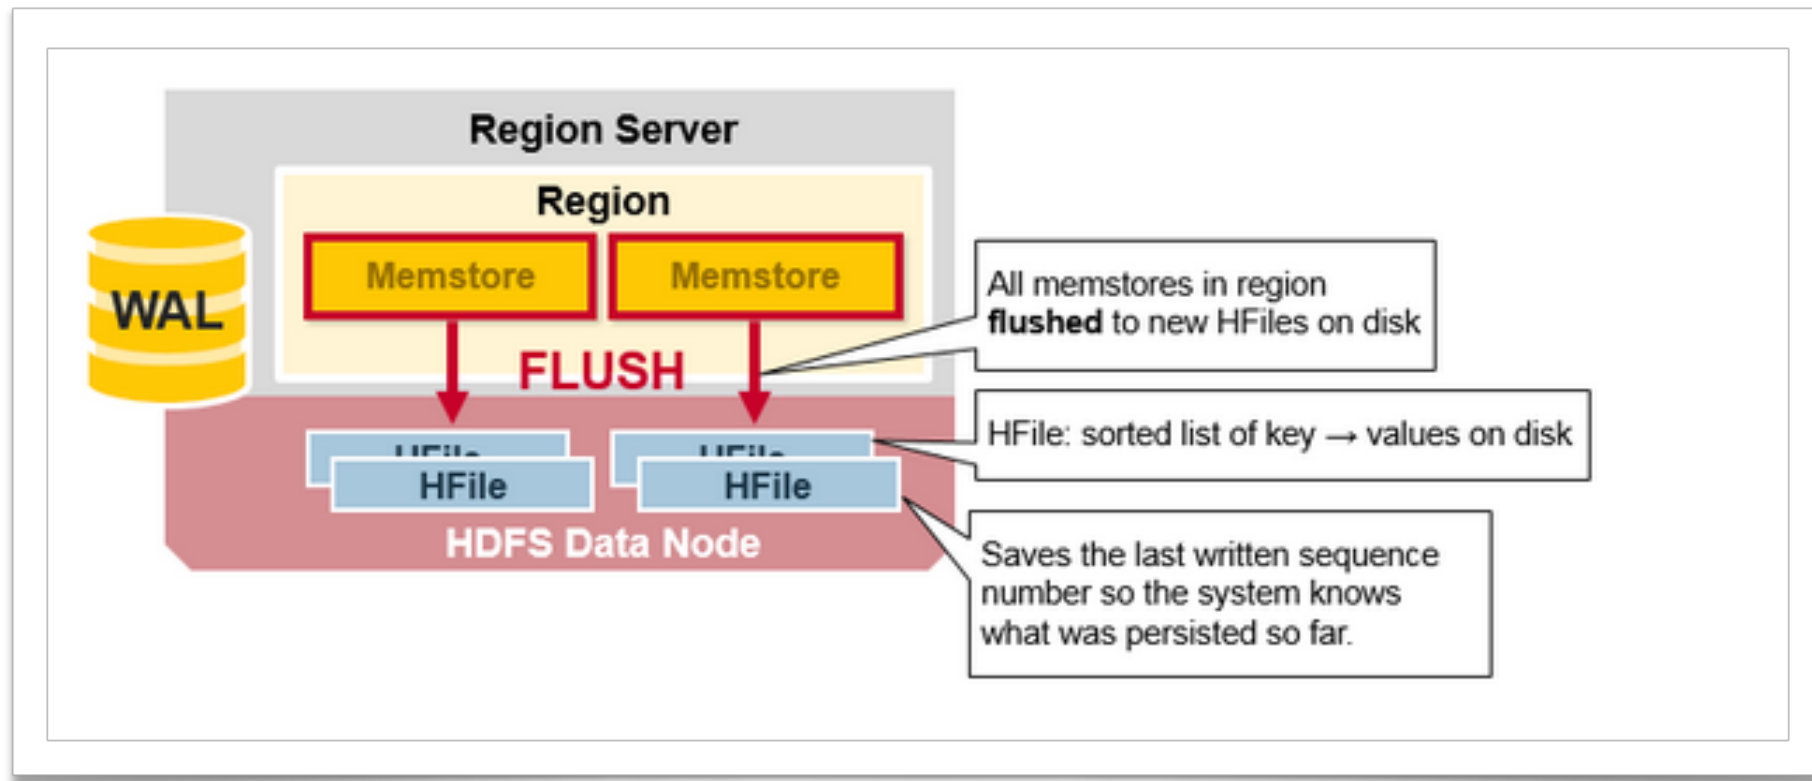 Region Server
Region
Memstore
Memstore
WAL
FLUSH
HFile
HFile
HFile
HFile
HDFS Data Node
All memstores in region
flushed to new HFiles on disk
HFile: sorted list of key → values on disk
Saves the last written sequence
number so the system knows
what was persisted so far.